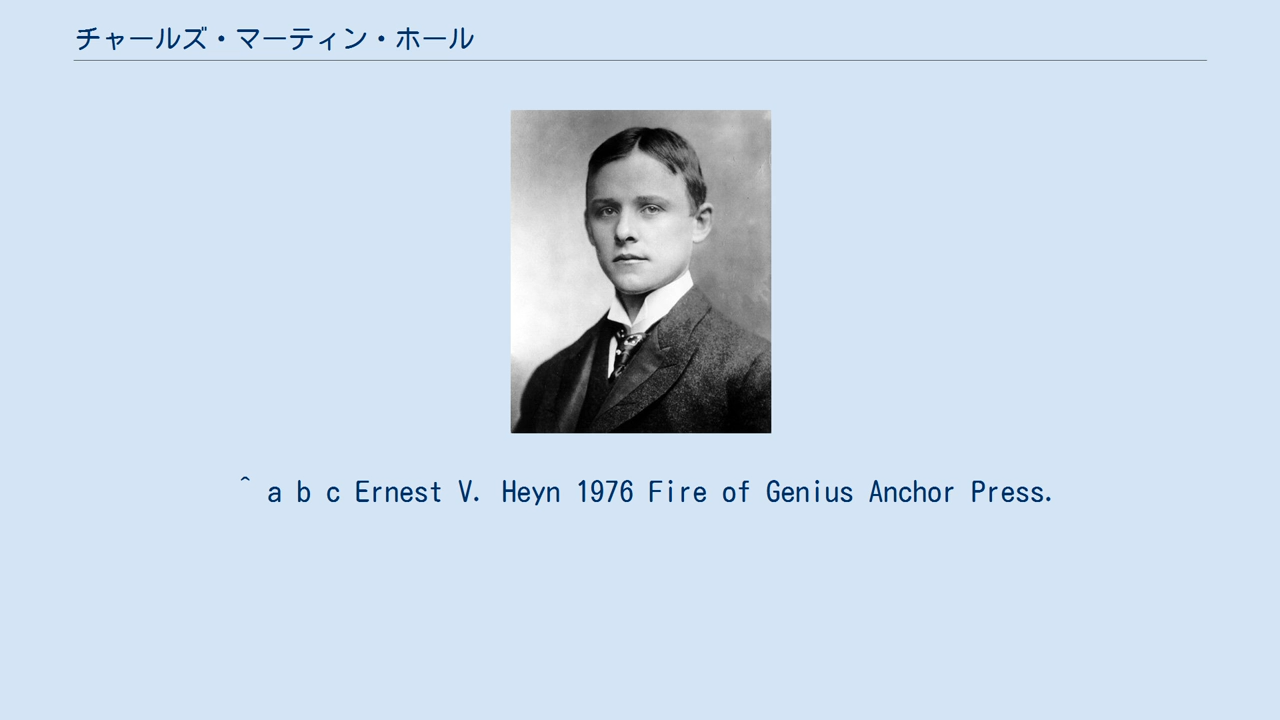 チャールズ・マーティン・ホール
^ a b c Ernest V. Heyn 1976 Fire of Genius Anchor Press.